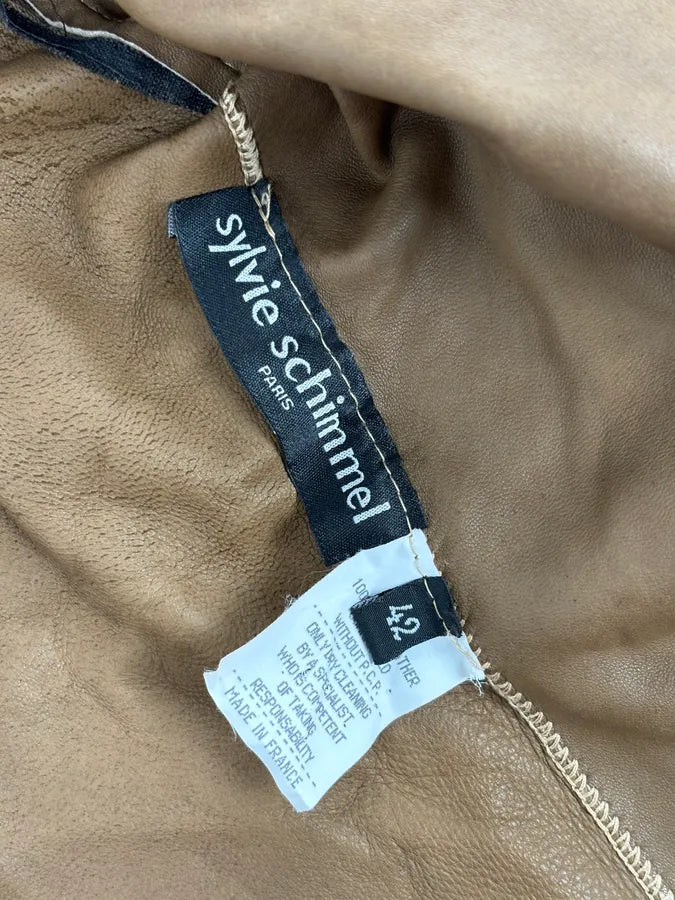 sylvie schimmel
PARIS
42
WITHOUT P.C.P.
ONLY DRY CLEANING
BY A SPECIALIST,
WHO IS COMPETENT
OF TAKING
RESPONSABILITY
MADE IN FRANCE